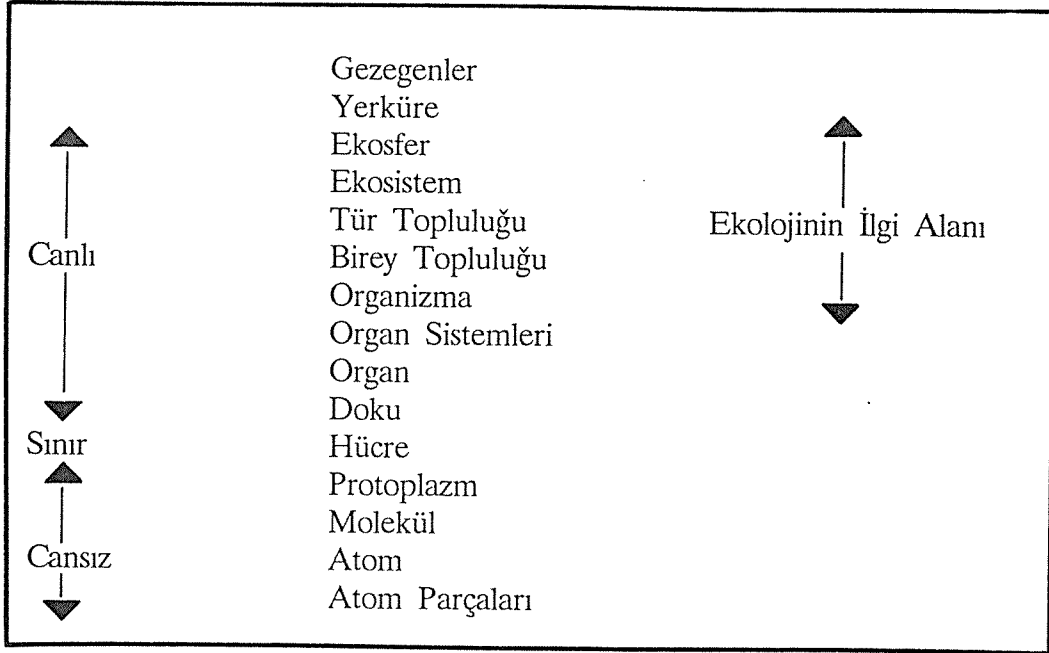 Gezegenler
Yerküre
Ekosfer
Ekosistem
Tür Topluluğu
Ekolojinin İlgi Alanı
Canlı
Birey Topluluğu
Organizma
Organ Sistemleri
Organ
Doku
Sınır
Hücre
Protoplazm
Molekül
Cansız
Atom
Atom Parçaları